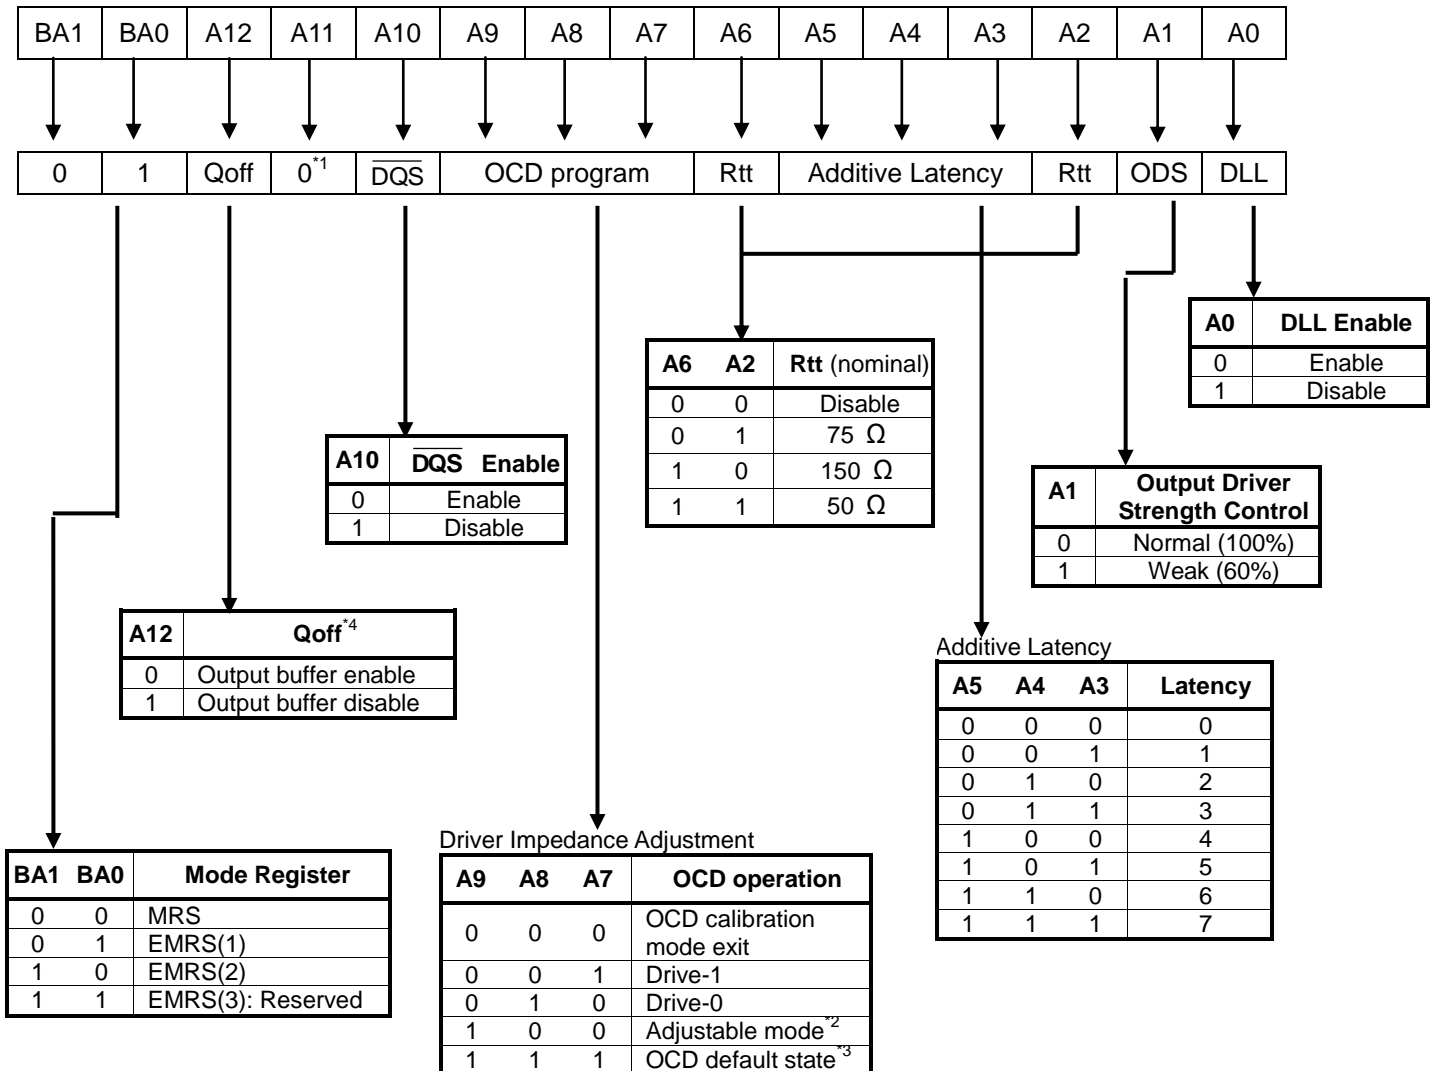 BA1 BA0 A12 A11 A10 A9 A8 A7 A6 A5 A4 A3 A2 A1 A0
0 1 Qoff 0*1 D̅Q̅S̅ OCD program Rtt Additive Latency Rtt ODS DLL
A0 DLL Enable
0 Enable
1 Disable
A6 A2 Rtt (nominal)
0 0 Disable
0 1 75 Ω
1 0 150 Ω
1 1 50 Ω
A10 D̅Q̅S̅ Enable
0 Enable
1 Disable
A1 Output Driver
Strength Control
0 Normal (100%)
1 Weak (60%)
A12 Qoff*4
0 Output buffer enable
1 Output buffer disable
Additive Latency
A5 A4 A3 Latency
0 0 0 0
0 0 1 1
0 1 0 2
0 1 1 3
1 0 0 4
1 0 1 5
1 1 0 6
1 1 1 7
BA1 BA0 Mode Register
0 0 MRS
0 1 EMRS(1)
1 0 EMRS(2)
1 1 EMRS(3): Reserved
Driver Impedance Adjustment
A9 A8 A7 OCD operation
0 0 0 OCD calibration
mode exit
0 0 1 Drive-1
0 1 0 Drive-0
1 0 0 Adjustable mode*2
1 1 1 OCD default state*3